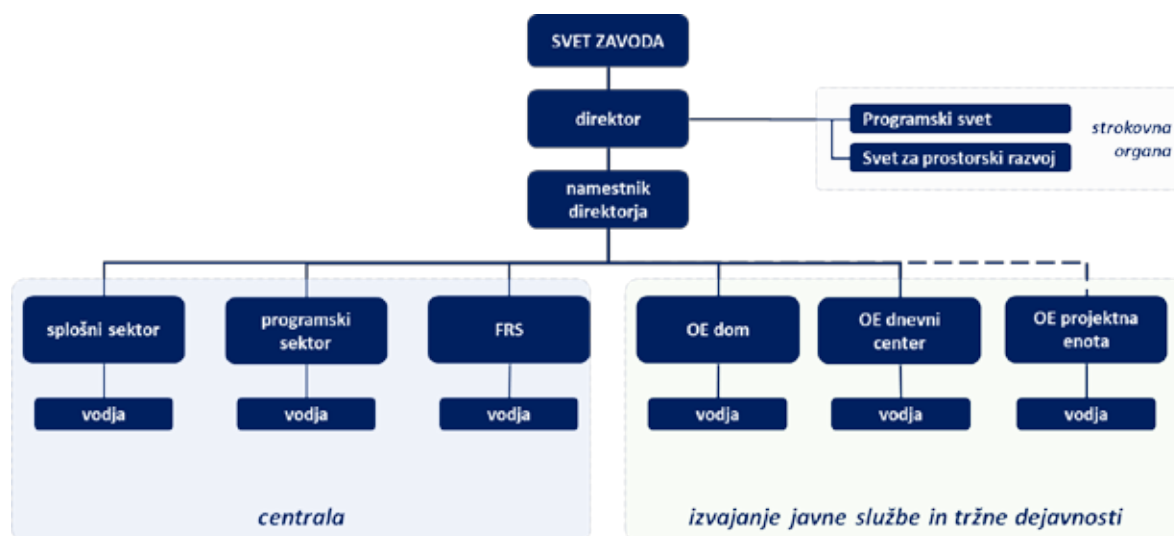 SVET ZAVODA
direktor
Programski svet
Svet za prostorski razvoj
strokovna
organa
namestnik
direktorja
splošni sektor
programski
sektor
FRS
OE dom
OE dnevni
center
OE projektna
enota
vodja
vodja
vodja
vodja
vodja
vodja
centrala
izvajanje javne službe in tržne dejavnosti